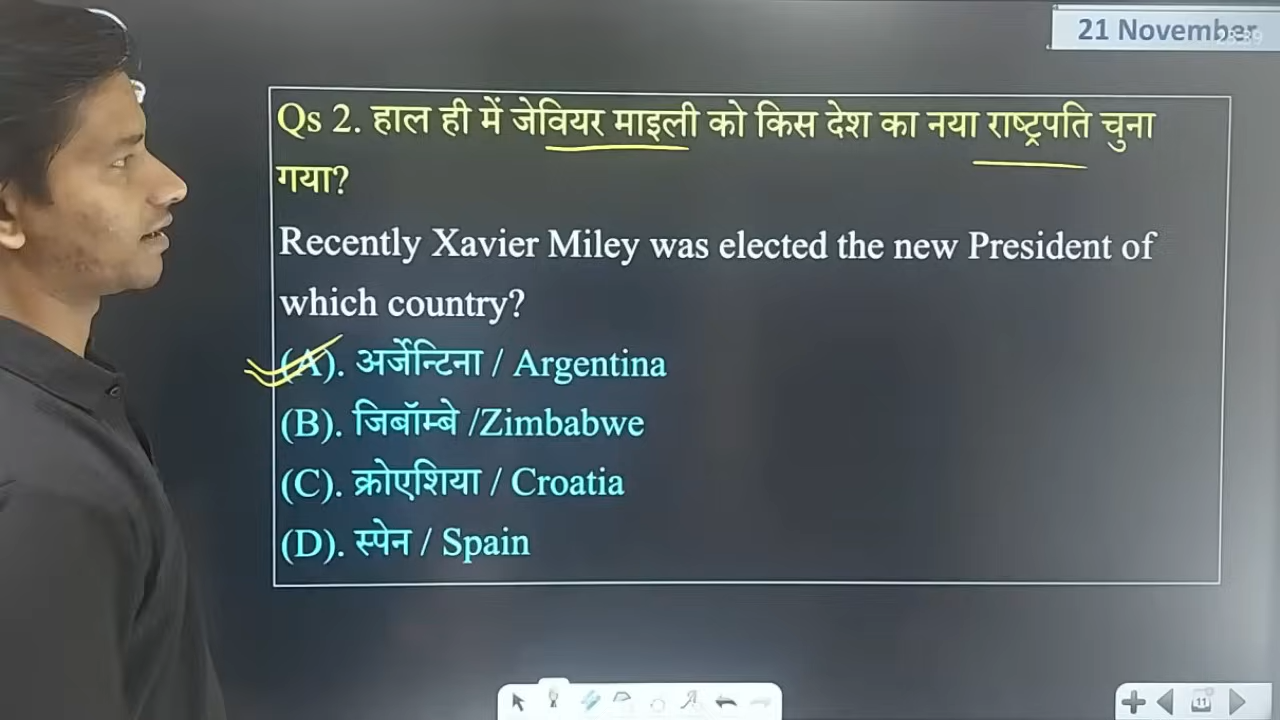 21 November
Qs 2. हाल ही में जेवियर माइली को किस देश का नया राष्ट्रपति चुना
गया?
Recently Xavier Miley was elected the new President of
which country?
(A). अर्जेन्टिना / Argentina
(B). जिबॉम्बे /Zimbabwe
(C). क्रोएशिया / Croatia
(D). स्पेन / Spain
11